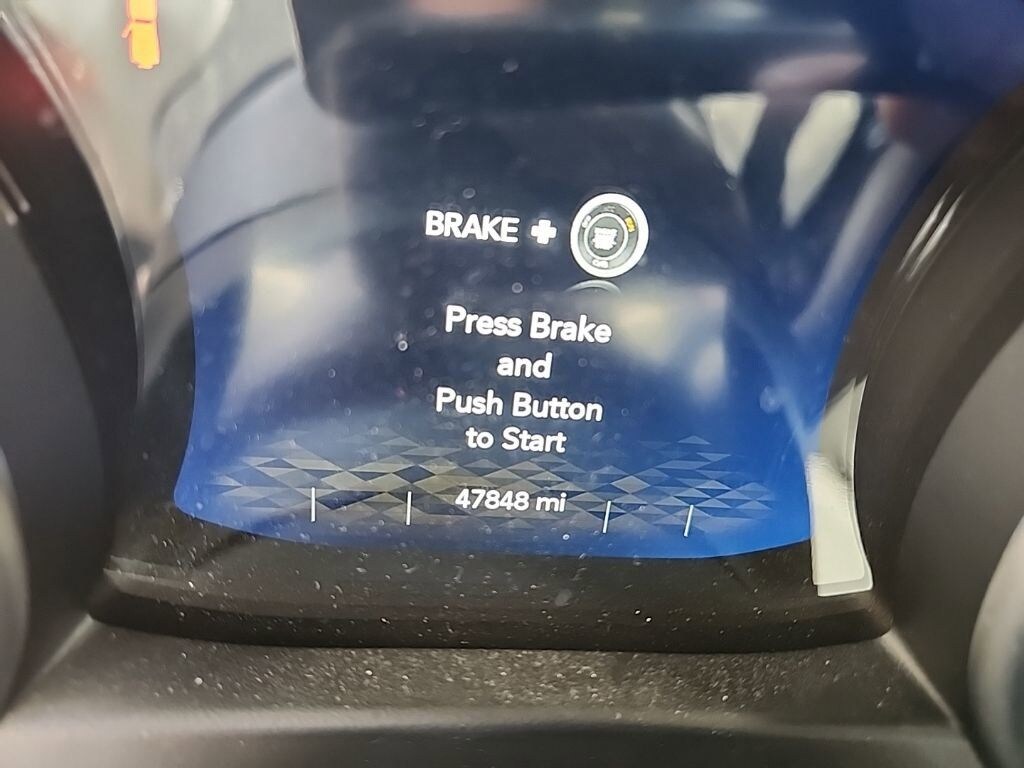 BRAKE +
Press Brake
and
Push Button
to Start
47848 mi